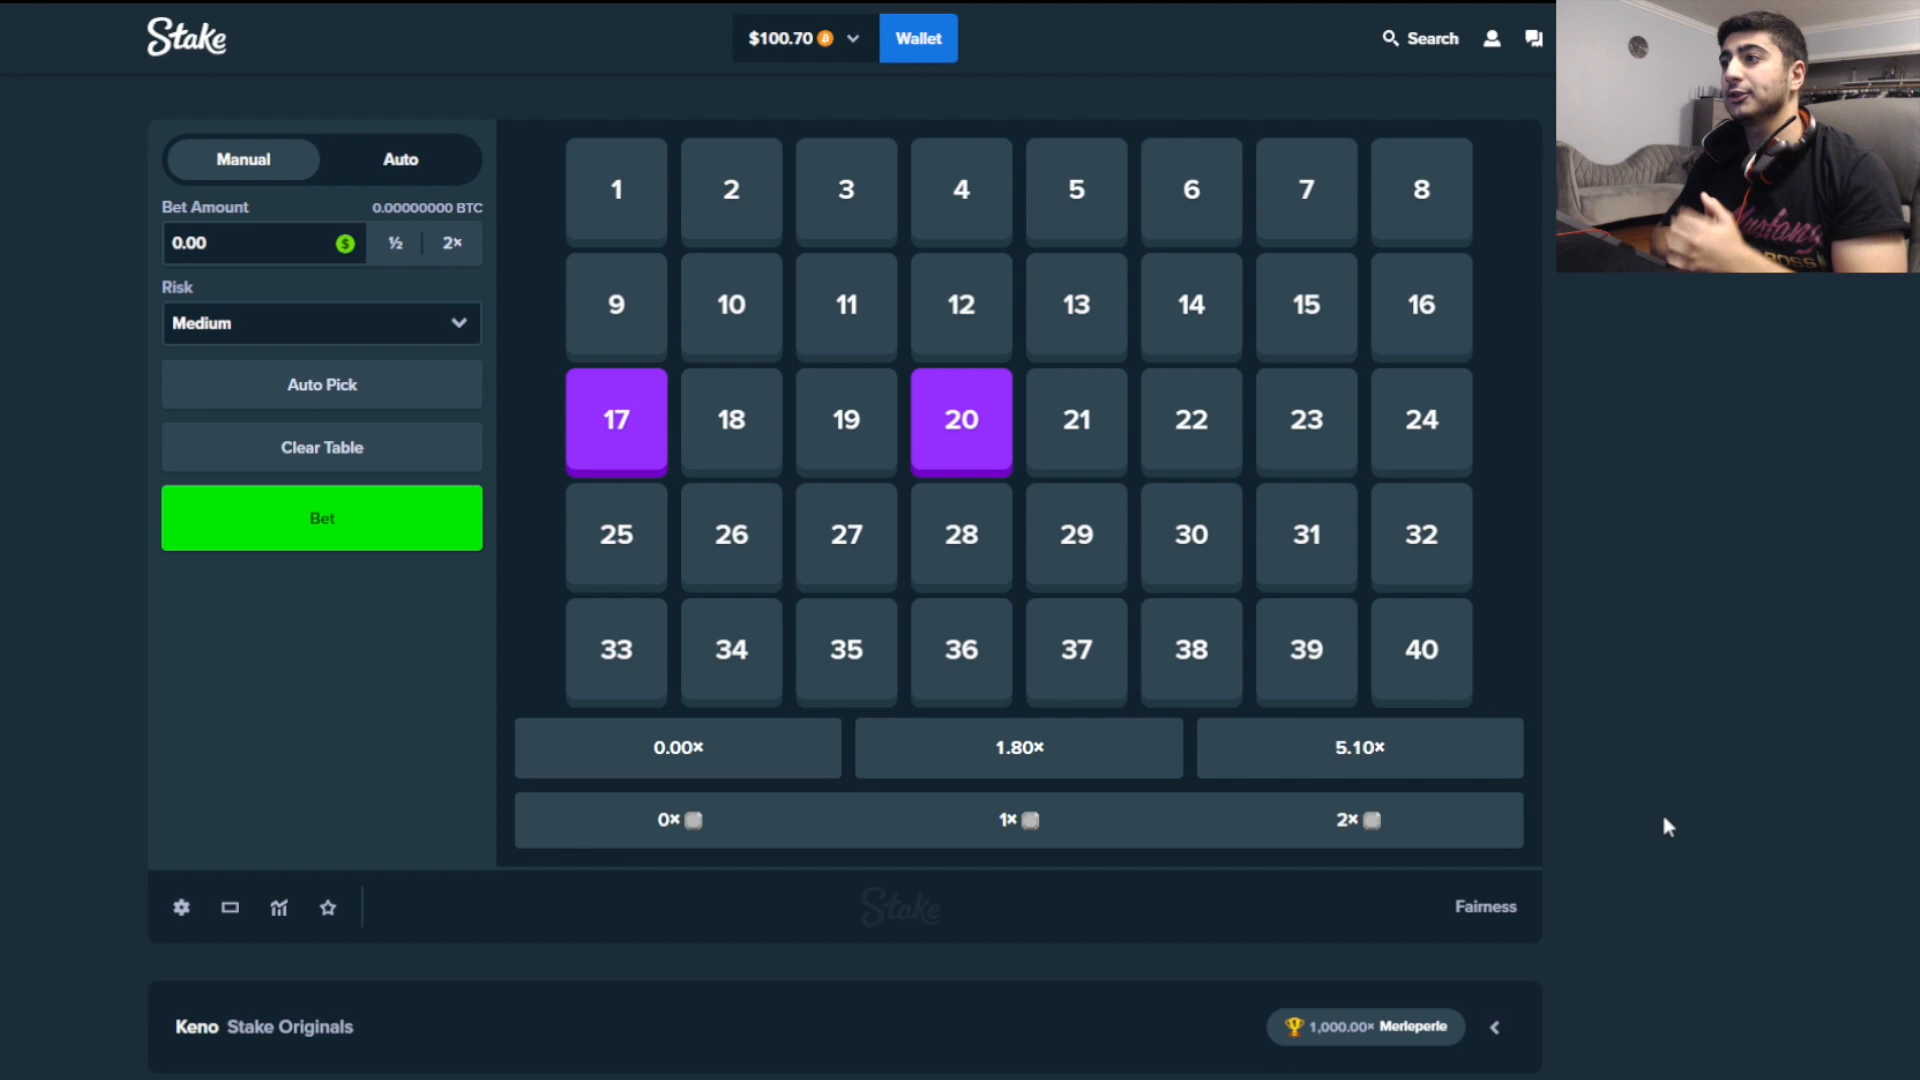 Stake
$100.70
Wallet
Search
Manual
Auto
Bet Amount
0.00000000 BTC
0.00
½
2×
Risk
Medium
Auto Pick
Clear Table
Bet
1 2 3 4 5 6 7 8
9 10 11 12 13 14 15 16
17 18 19 20 21 22 23 24
25 26 27 28 29 30 31 32
33 34 35 36 37 38 39 40
0.00× 1.80× 5.10×
0× 1× 2×
Stake
Fairness
Keno Stake Originals
1,000.00× Merleperle
BOSS